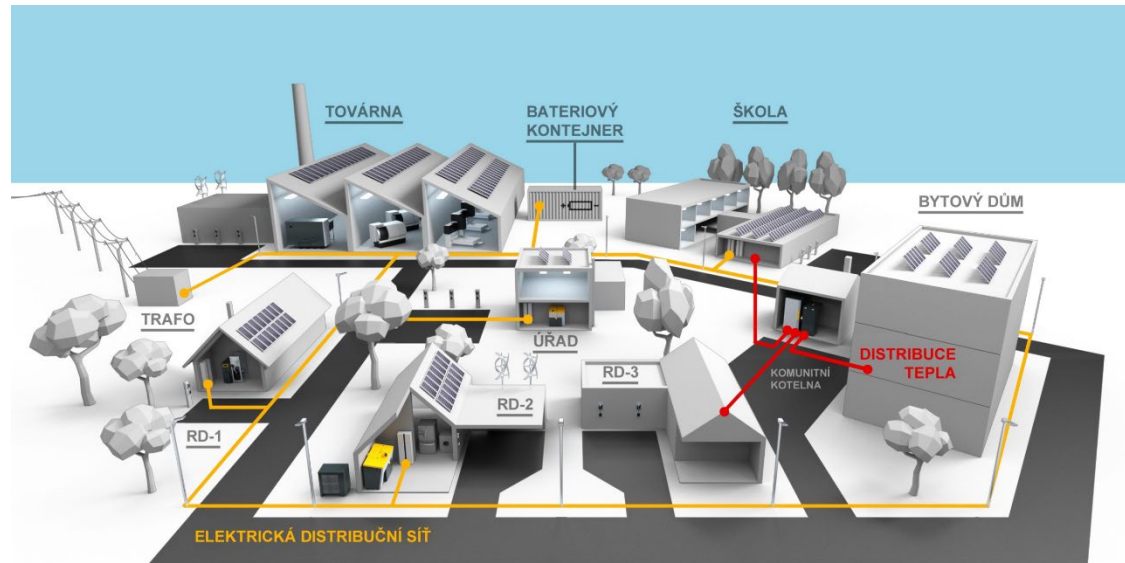 TOVÁRNA
BATERIOVÝ
KONTEJNER
ŠKOLA
BYTOVÝ DŮM
TRAFO
ÚŘAD
DISTRIBUCE
TEPLA
KOMUNITNÍ
KOTELNA
RD-3
RD-2
RD-1
ELEKTRICKÁ DISTRIBUČNÍ SÍŤ